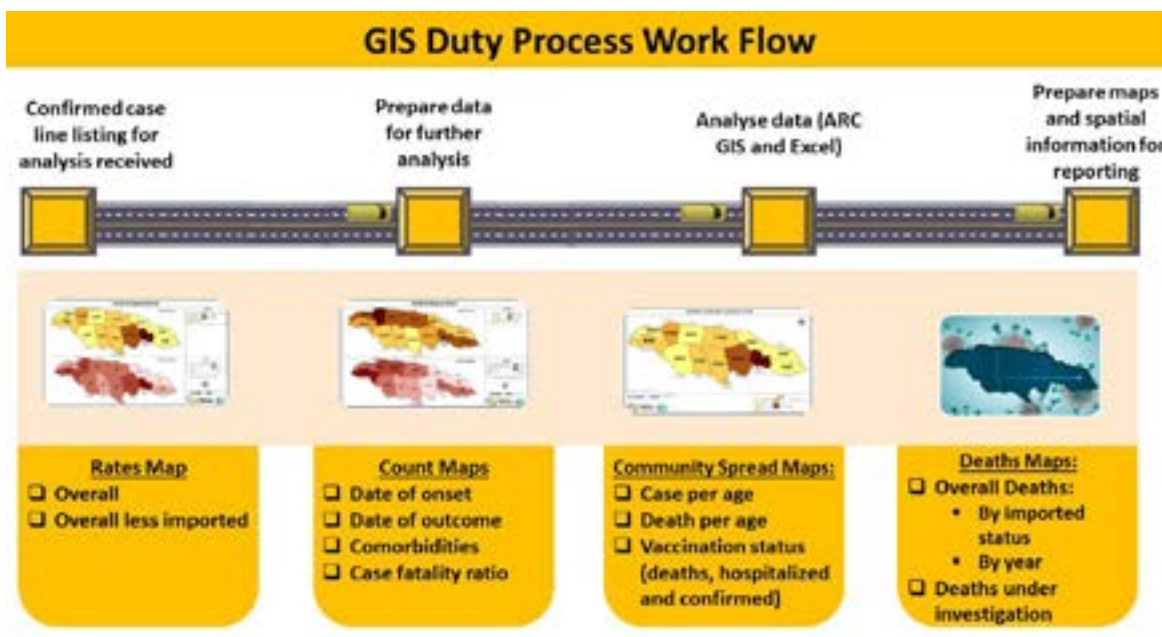 GIS Duty Process Work Flow
Confirmed case
line listing for
analysis received
Prepare data
for further
analysis
Analyse data (ARC
GIS and Excel)
Prepare maps
and spatial
information for
reporting
Rates Map
❑ Overall
❑ Overall less imported
Count Maps
❑ Date of onset
❑ Date of outcome
❑ Comorbidities
❑ Case fatality ratio
Community Spread Maps:
❑ Case per age
❑ Death per age
❑ Vaccination status
(deaths, hospitalized
and confirmed)
Deaths Maps:
❑ Overall Deaths:
▪ By imported
status
▪ By year
❑ Deaths under
investigation